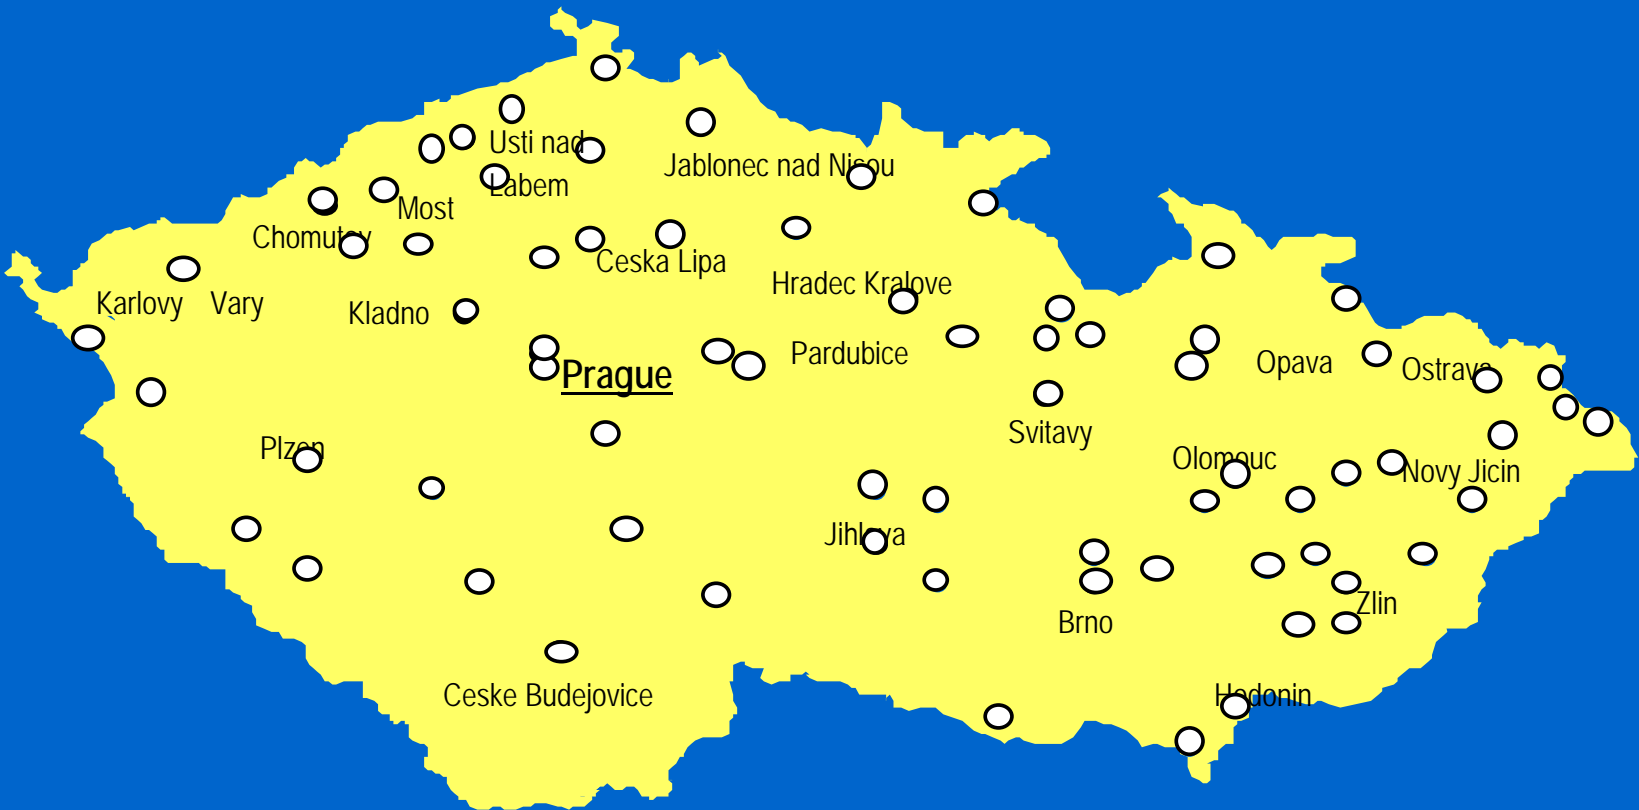 Usti nad
Labem
Jablonec nad Nisou
Most
Chomutov
Ceska Lipa
Hradec Kralove
Karlovy Vary
Kladno
Pardubice
Prague
Opava
Ostrava
Svitavy
Plzen
Olomouc
Novy Jicin
Jihlava
Zlin
Brno
Ceske Budejovice
Hodonin